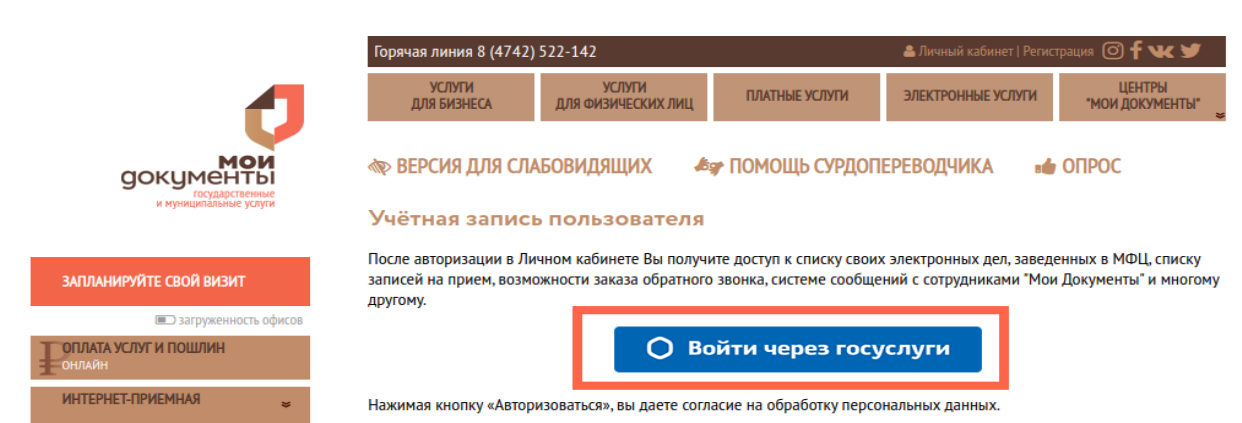 Горячая линия 8 (4742) 522-142
Личный кабинет | Регистрация
УСЛУГИ
ДЛЯ БИЗНЕСА
УСЛУГИ
ДЛЯ ФИЗИЧЕСКИХ ЛИЦ
ПЛАТНЫЕ УСЛУГИ
ЭЛЕКТРОННЫЕ УСЛУГИ
ЦЕНТРЫ
"МОИ ДОКУМЕНТЫ"
мои
документы
государственные
и муниципальные услуги
ВЕРСИЯ ДЛЯ СЛАБОВИДЯЩИХ
ПОМОЩЬ СУРДОПЕРЕВОДЧИКА
ОПРОС
Учётная запись пользователя
После авторизации в Личном кабинете Вы получите доступ к списку своих электронных дел, заведенных в МФЦ, списку
записей на прием, возможности заказа обратного звонка, системе сообщений с сотрудниками "Мои Документы" и многому
другому.
Войти через госуслуги
Нажимая кнопку «Авторизоваться», вы даете согласие на обработку персональных данных.
ЗАПЛАНИРУЙТЕ СВОЙ ВИЗИТ
загруженность офисов
ОПЛАТА УСЛУГ И ПОШЛИН
ОНЛАЙН
ИНТЕРНЕТ-ПРИЕМНАЯ